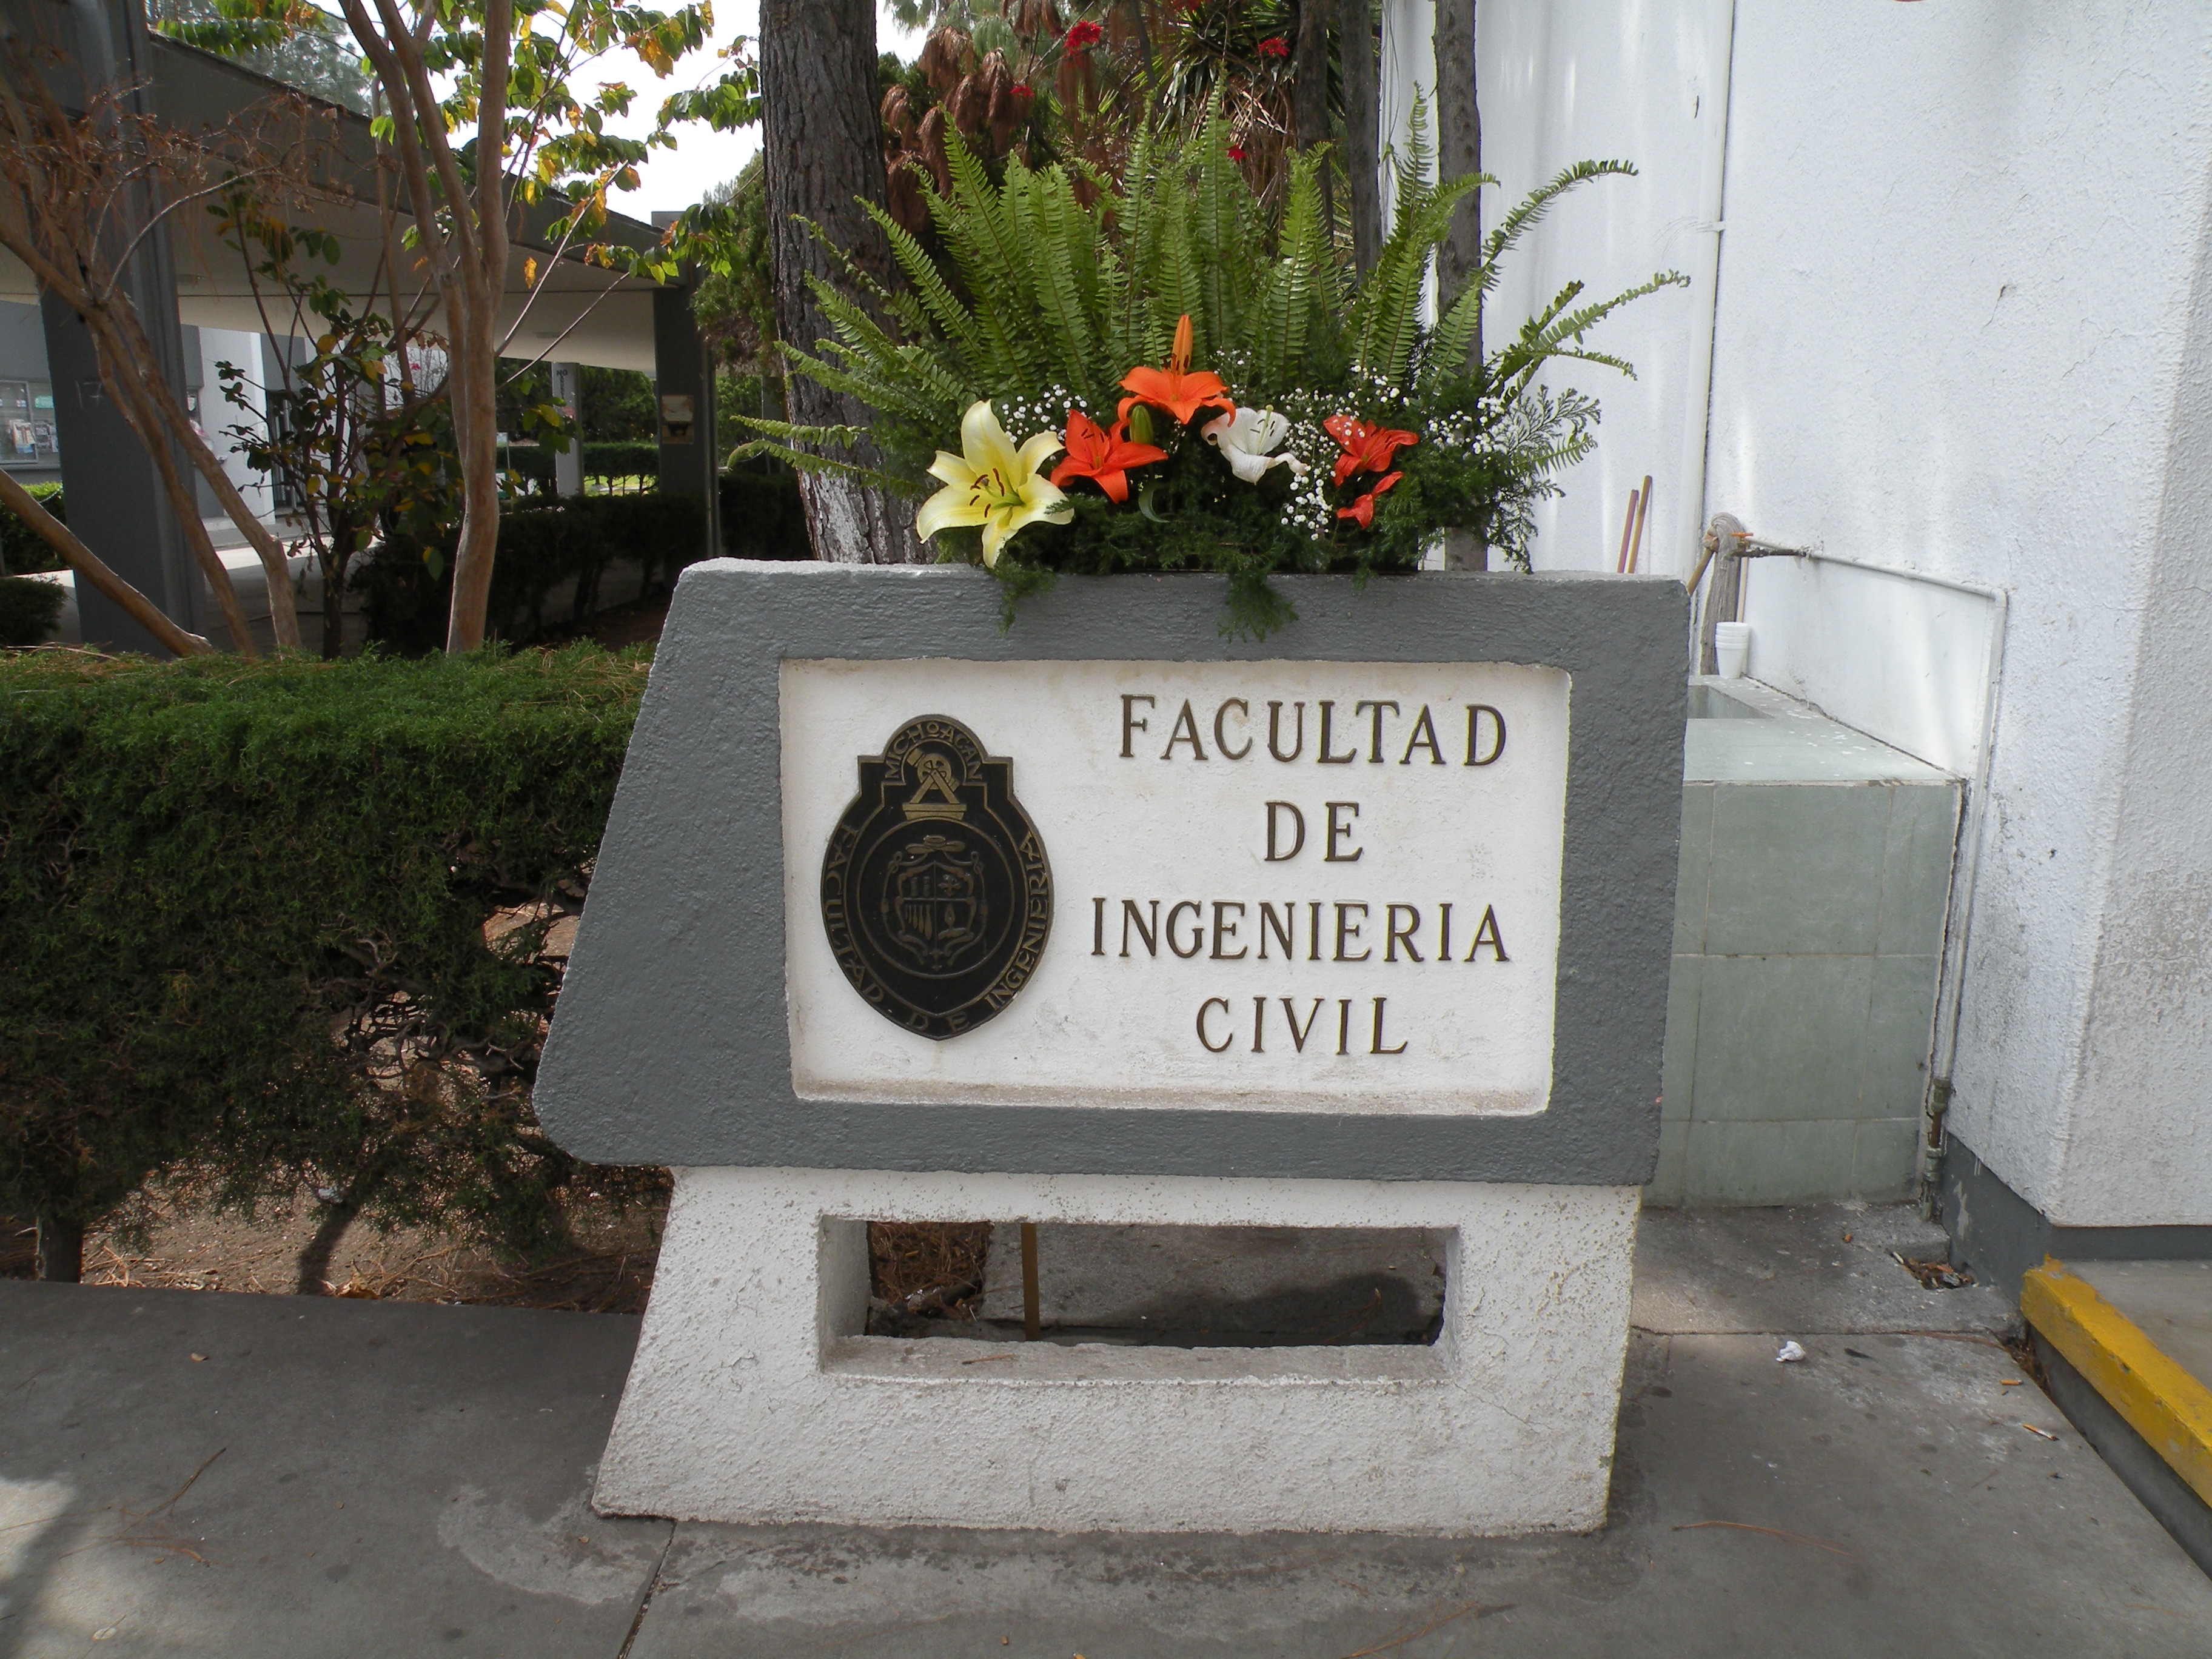 MICHOACAN
FACULTAD DE INGENIERIA
FACULTAD
DE
INGENIERIA
CIVIL